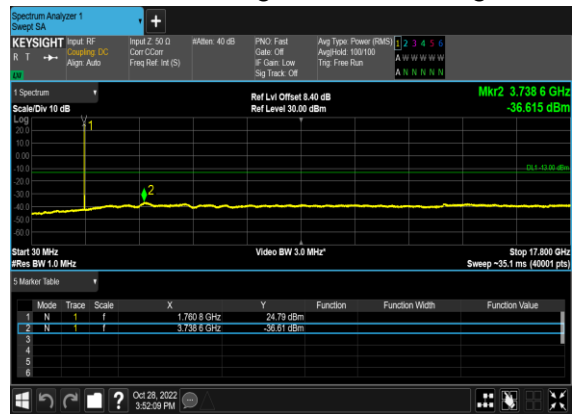 Spectrum Analyzer 1
Swept SA
+
KEYSIGHT Input: RF Input Z: 50 Ω #Atten: 40 dB PNO: Fast Avg Type: Power (RMS) 1 2 3 4 5 6
R T Coupling: DC Corr CCorr Gate: Off Avg|Hold: 100/100 A W W W W W
Align: Auto Freq Ref: Int (S) IF Gain: Low Trig: Free Run
LXI Sig Track: Off A N N N N N
1 Spectrum Ref Lvl Offset 8.40 dB Mkr2 3.738 6 GHz
Scale/Div 10 dB Ref Level 30.00 dBm -36.615 dBm
Log
1
20.0
10.0
0.00
-10.0
DL1 -13.00 dBm
-20.0
2
-30.0
-40.0
-50.0
-60.0
Start 30 MHz Video BW 3.0 MHz* Stop 17.800 GHz
#Res BW 1.0 MHz Sweep ~35.1 ms (40001 pts)
5 Marker Table
Mode Trace Scale X Y Function Function Width Function Value
1 N 1 f 1.760 8 GHz 24.79 dBm
2 N 1 f 3.738 6 GHz -36.61 dBm
3
4
5
6
? Oct 28, 2022
3:52:09 PM